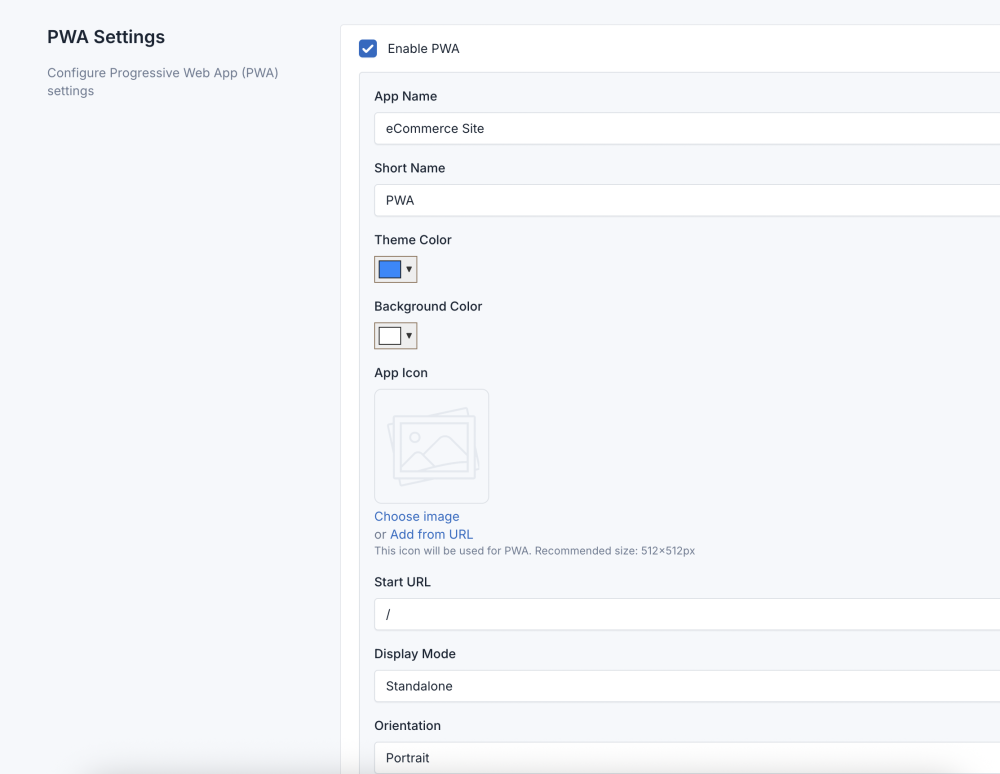 PWA Settings
Configure Progressive Web App (PWA)
settings
Enable PWA
App Name
eCommerce Site
Short Name
PWA
Theme Color
Background Color
App Icon
Choose image
or Add from URL
This icon will be used for PWA. Recommended size: 512×512px
Start URL
/
Display Mode
Standalone
Orientation
Portrait